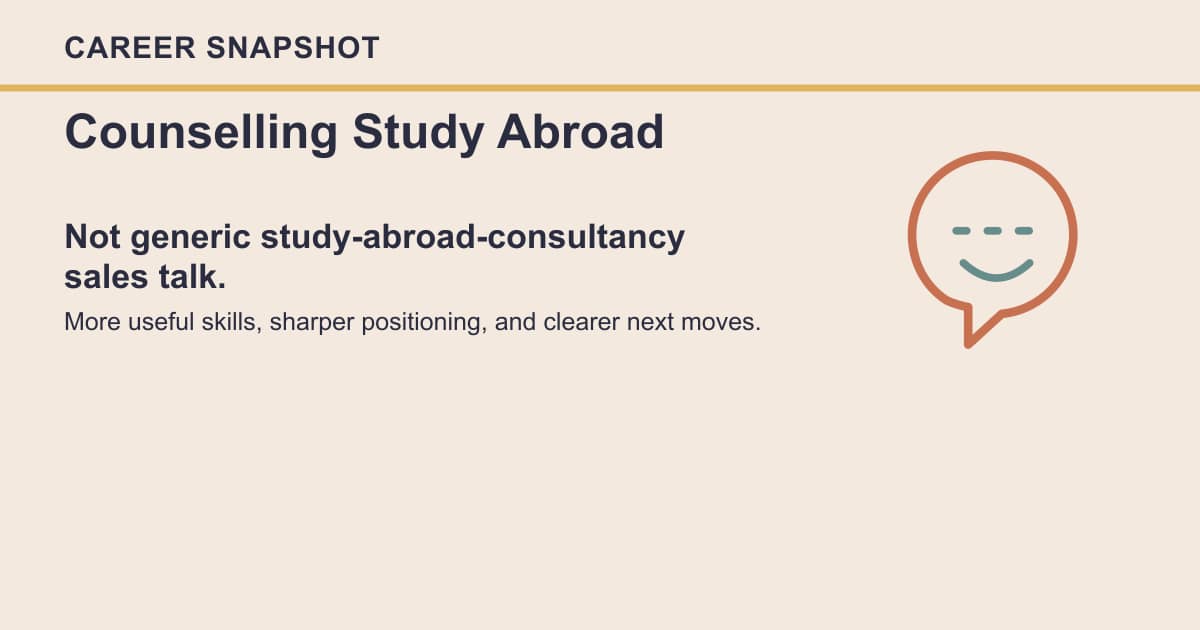 CAREER SNAPSHOT
Counselling Study Abroad
Not generic study-abroad-consultancy
sales talk.
More useful skills, sharper positioning, and clearer next moves.